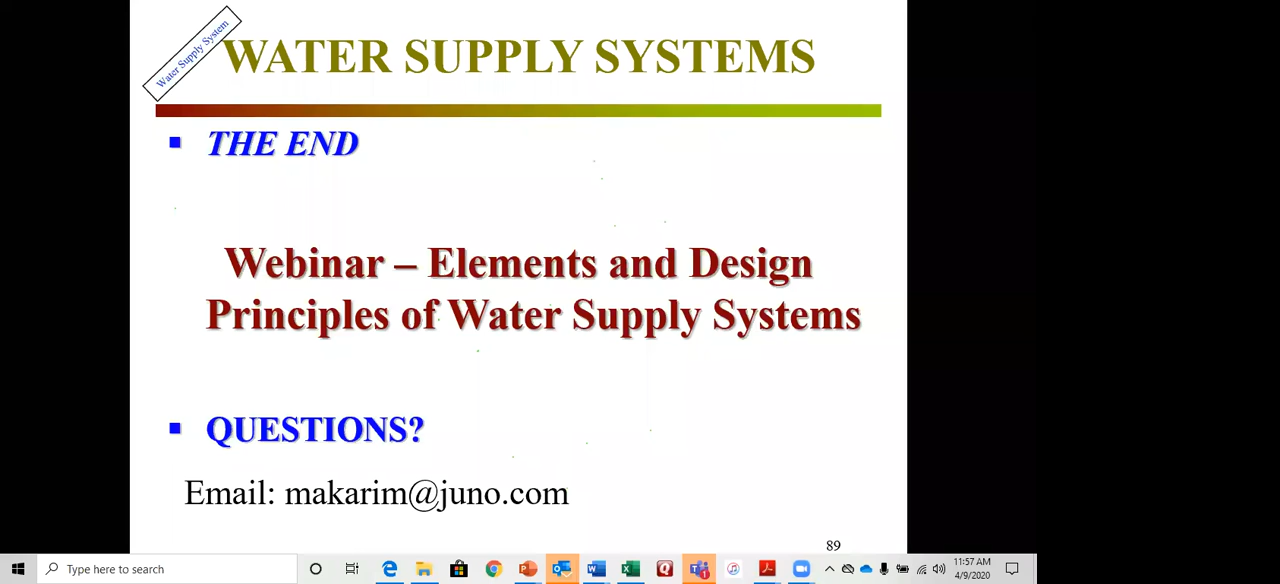 Water Supply System
WATER SUPPLY SYSTEMS
THE END
Webinar – Elements and Design
Principles of Water Supply Systems
QUESTIONS?
Email: makarim@juno.com
89
Type here to search
11:57 AM
4/9/2020